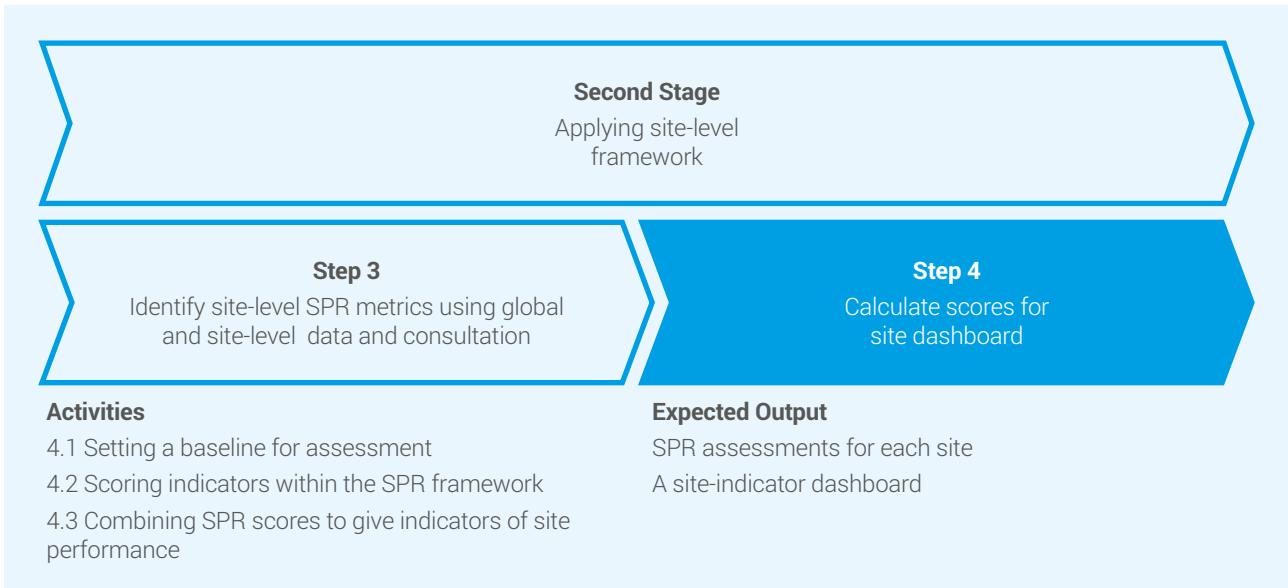 Second Stage
Applying site-level
framework
Step 3
Identify site-level SPR metrics using global
and site-level data and consultation
Step 4
Calculate scores for
site dashboard
Activities
4.1 Setting a baseline for assessment
4.2 Scoring indicators within the SPR framework
4.3 Combining SPR scores to give indicators of site
performance
Expected Output
SPR assessments for each site
A site-indicator dashboard